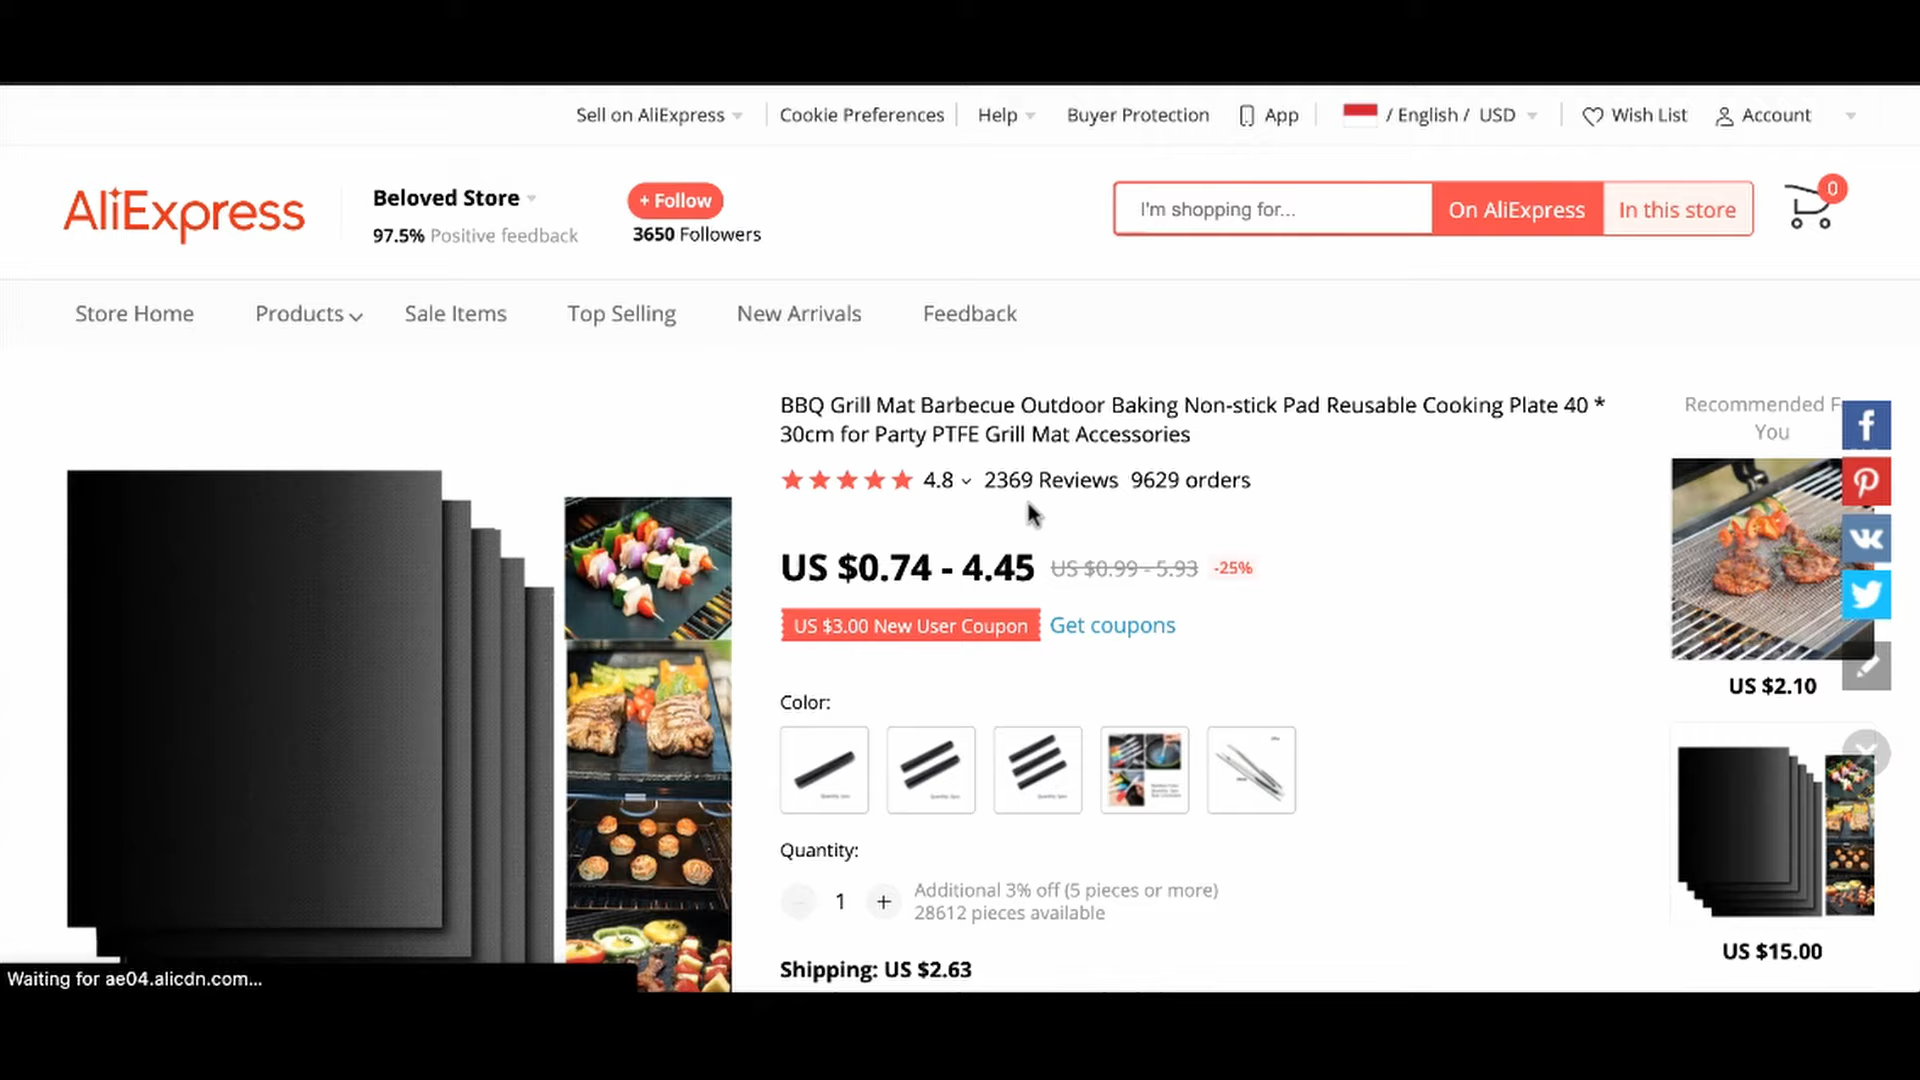 Sell on AliExpress
Cookie Preferences
Help
Buyer Protection
App
/ English / USD
Wish List
Account
AliExpress
Beloved Store
97.5% Positive feedback
+ Follow
3650 Followers
I'm shopping for...
On AliExpress
In this store
0
Store Home
Products
Sale Items
Top Selling
New Arrivals
Feedback
BBQ Grill Mat Barbecue Outdoor Baking Non-stick Pad Reusable Cooking Plate 40 *
30cm for Party PTFE Grill Mat Accessories
4.8
2369 Reviews
9629 orders
US $0.74 - 4.45
US $0.99 - 5.93
-25%
US $3.00 New User Coupon
Get coupons
Color:
Quantity:
1
Additional 3% off (5 pieces or more)
28612 pieces available
Shipping: US $2.63
Recommended F
You
US $2.10
US $15.00
Waiting for ae04.alicdn.com...